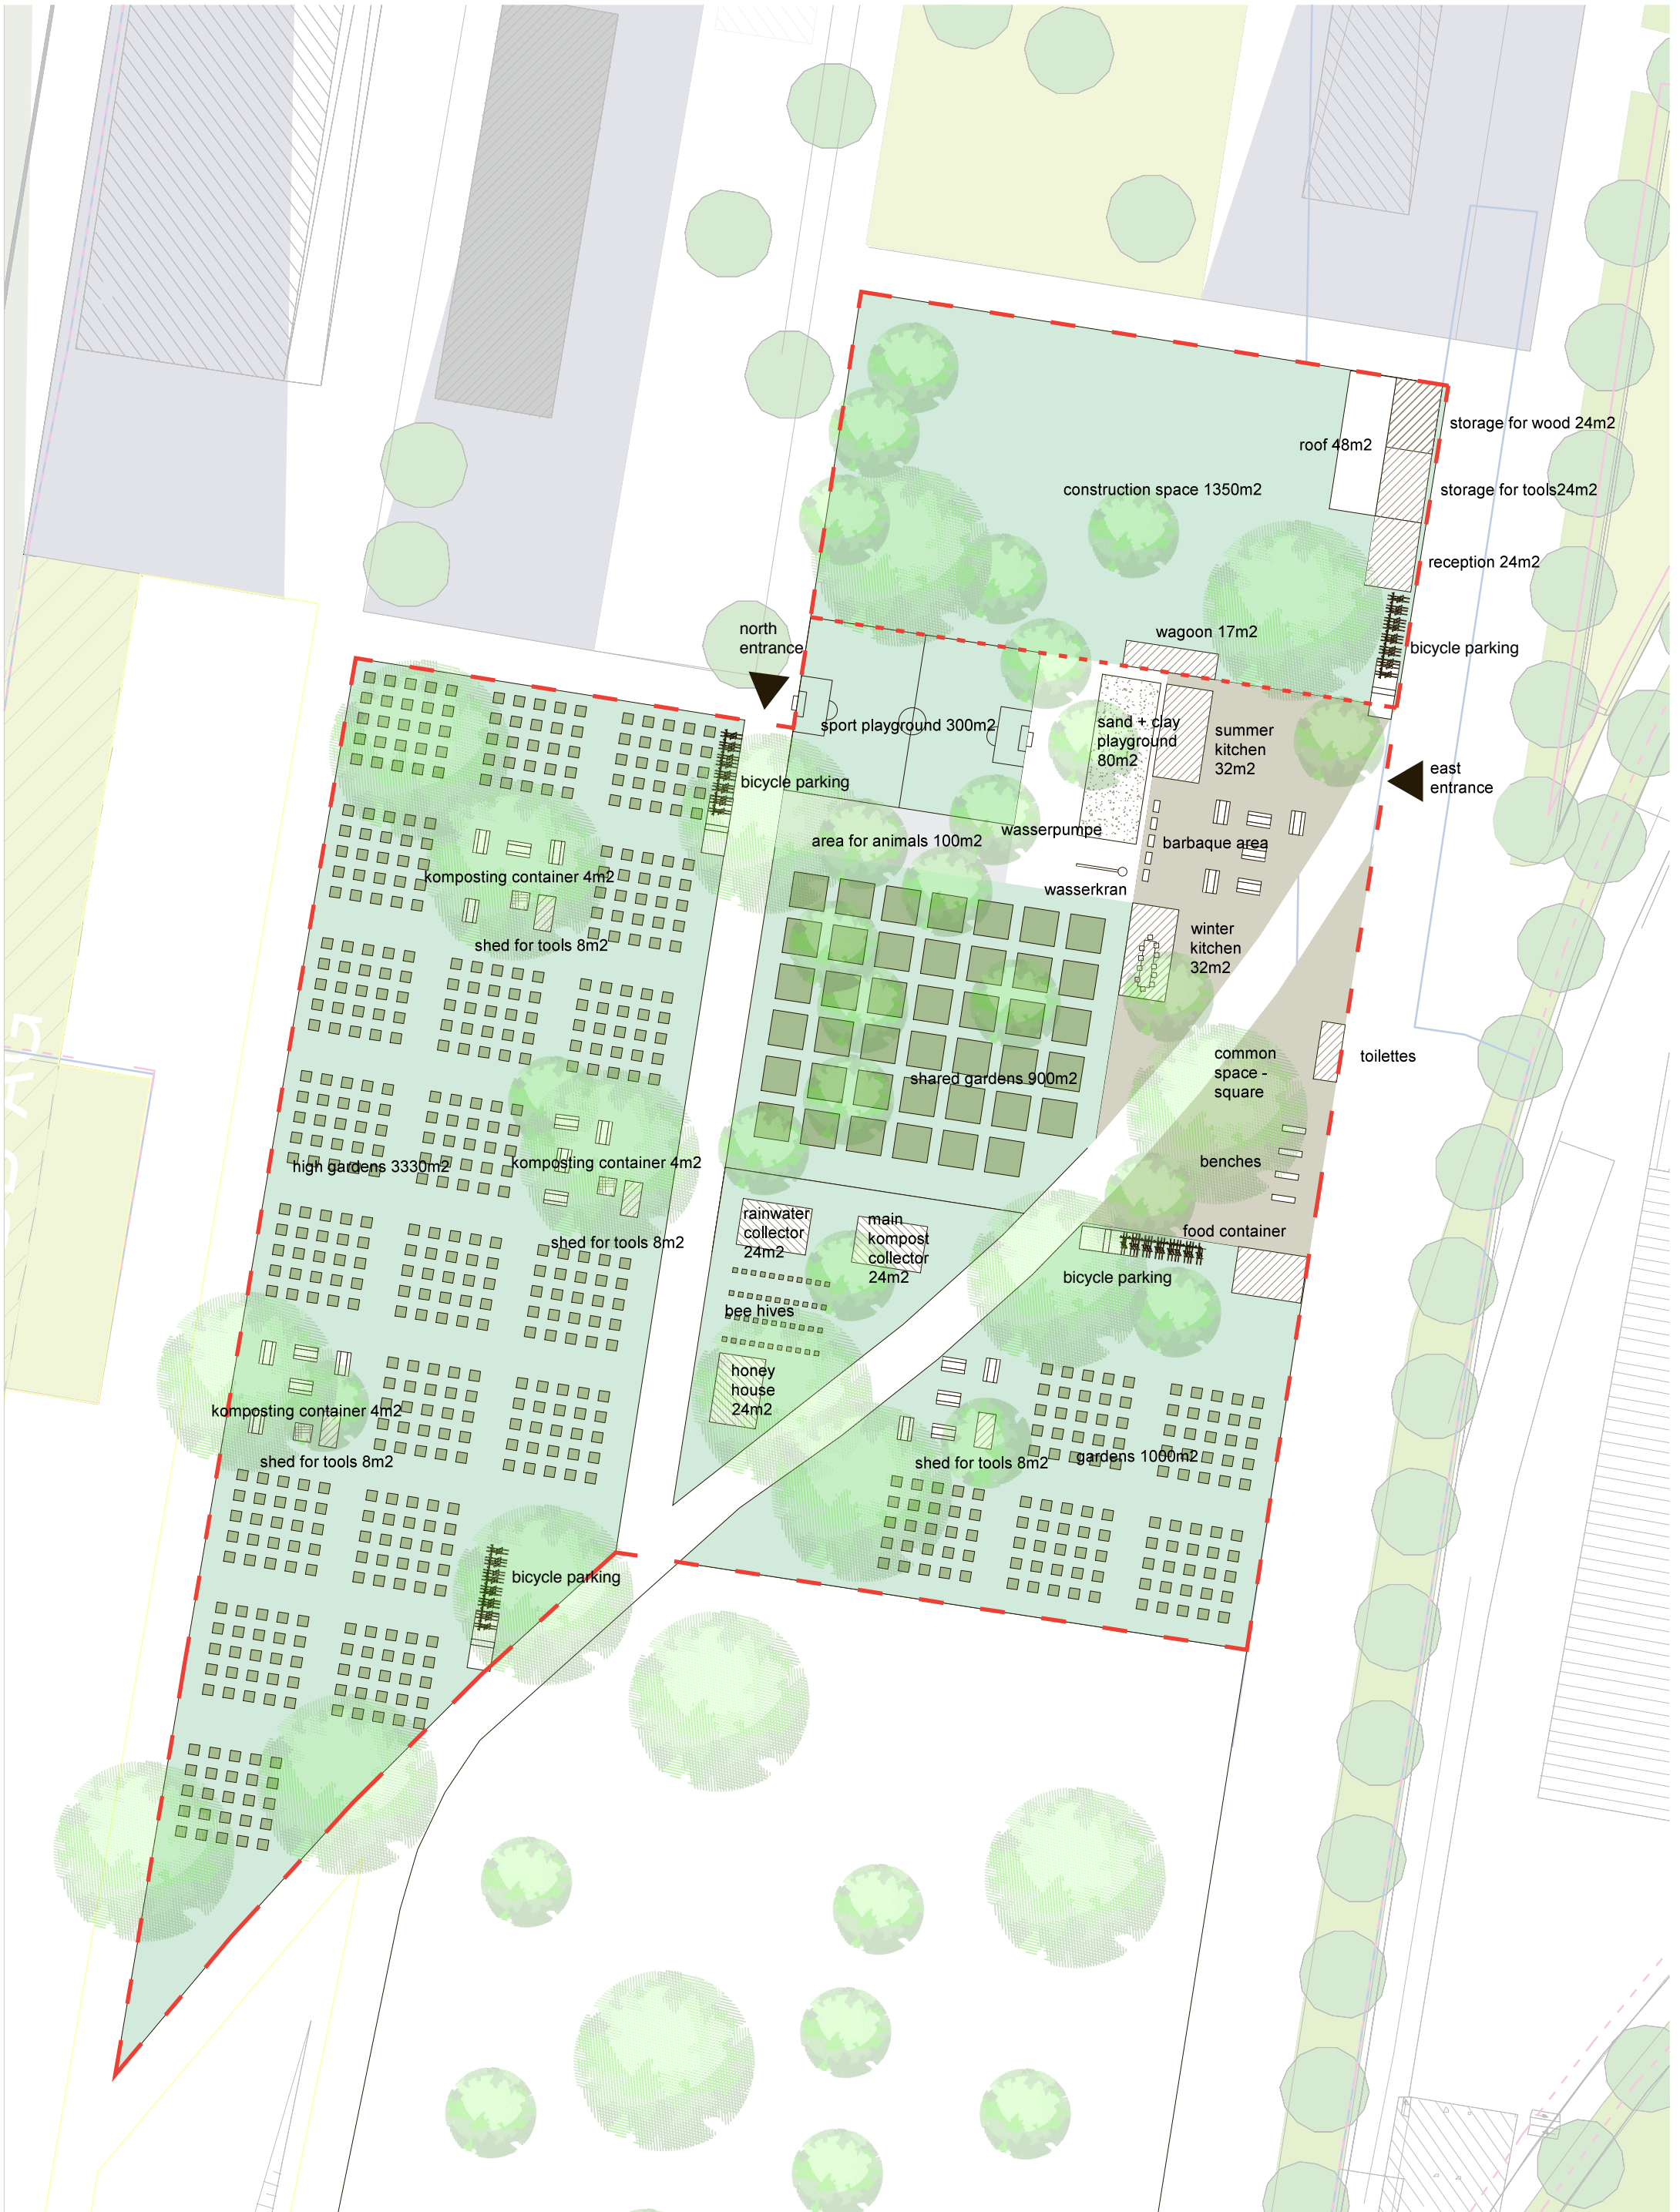 storage for wood 24m2
roof 48m2
construction space 1350m2
storage for tools24m2
reception 24m2
north
entrance
wagoon 17m2
bicycle parking
sport playground 300m2
sand + clay
playground
80m2
summer
kitchen
32m2
east
entrance
bicycle parking
area for animals 100m2
wasserpumpe
barbaque area
komposting container 4m2
wasserkran
shed for tools 8m2
winter
kitchen
32m2
common
space -
square
toilettes
shared gardens 900m2
high gardens 3330m2
komposting container 4m2
benches
rainwater
collector
24m2
main
kompost
collector
24m2
food container
shed for tools 8m2
bicycle parking
bee hives
honey
house
24m2
komposting container 4m2
shed for tools 8m2
shed for tools 8m2
gardens 1000m2
bicycle parking